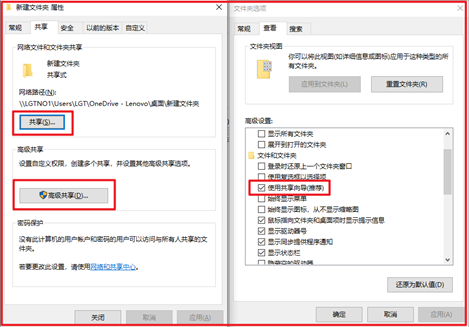 新建文件夹 属性
常规
共享
安全
以前的版本
自定义
网络文件和文件夹共享
新建文件夹
共享式
网络路径(N):
\\LGTNO1\Users\LGT\OneDrive - Lenovo\桌面\新建文件夹
共享(S)...
高级共享
设置自定义权限，创建多个共享，并设置其他高级共享选项。
高级共享(D)...
密码保护
没有此计算机的用户帐户和密码的用户可以访问与所有人共享的文件夹。
若要更改此设置，请使用网络和共享中心。
关闭
取消
应用(A)
文件夹选项
常规
查看
搜索
文件夹视图
你可以将此视图(如详细信息或图标)应用于这种类型的所有文件夹。
应用到文件夹(L)
重置文件夹(R)
高级设置:
显示所有文件夹
展开到打开的文件夹
文件和文件夹
登录时还原上一个文件夹窗口
使用复选框以选择项
使用共享向导(推荐)
始终显示菜单
始终显示图标，从不显示缩略图
鼠标指向文件夹和桌面项时显示提示信息
显示驱动器号
显示同步提供程序通知
显示状态栏
隐藏空的驱动器
还原为默认值(D)
确定
取消
应用(A)